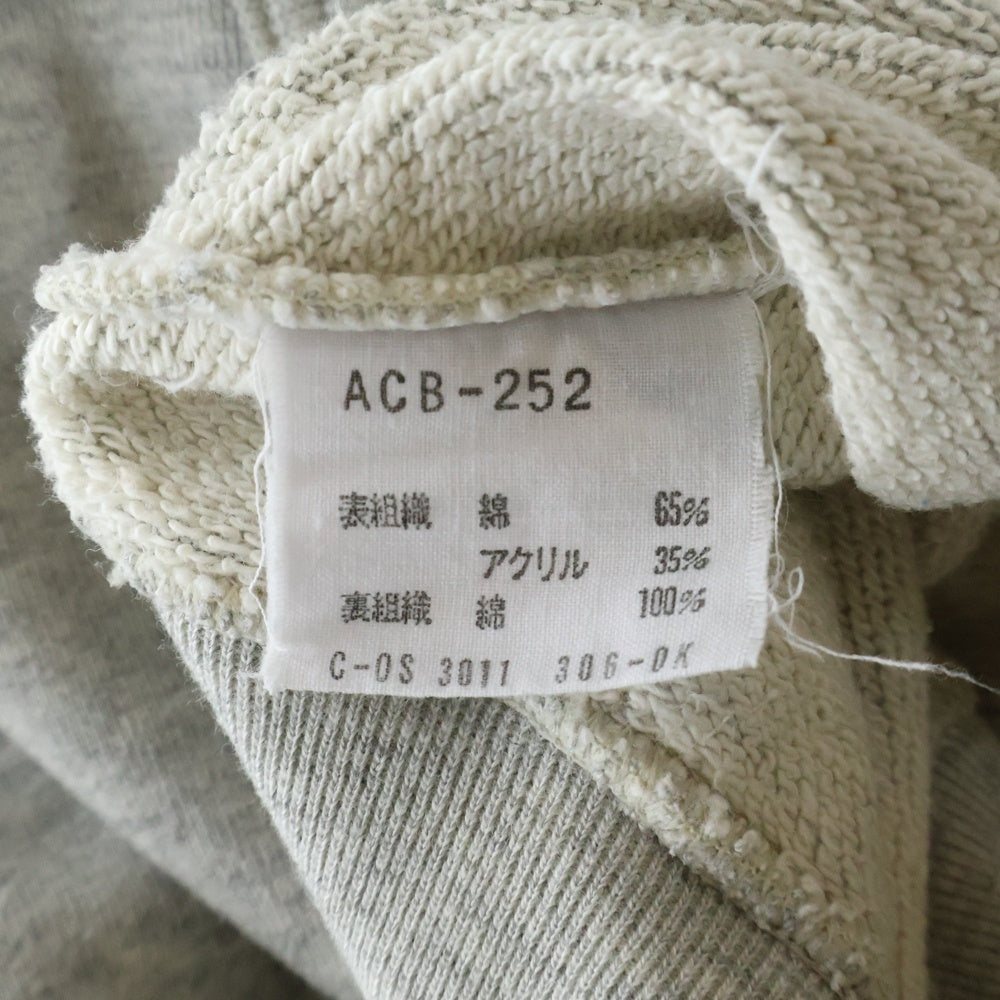 ACB-252
表組織 綿 65%
アクリル 35%
裏組織 綿 100%
C-OS 3011 306-OK